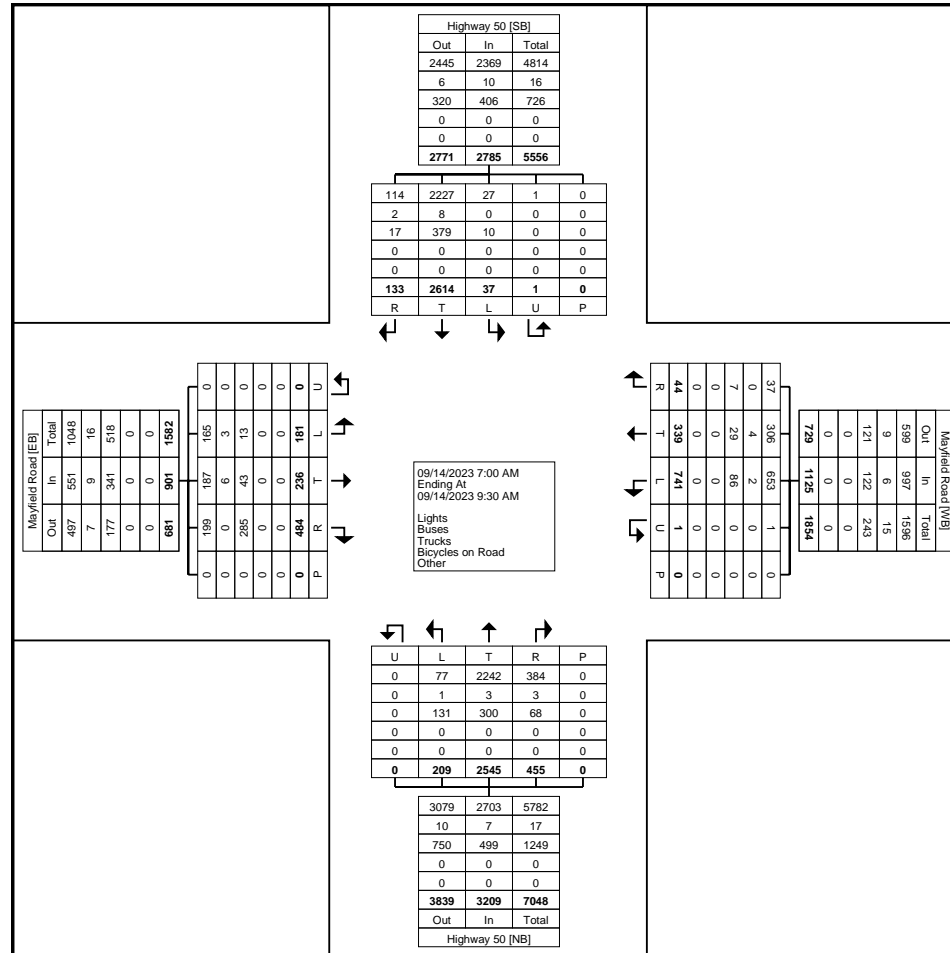 Highway 50 [SB]
Out In Total
2445 2369 4814
6 10 16
320 406 726
0 0 0
0 0 0
2771 2785 5556
114 2227 27 1 0
2 8 0 0 0
17 379 10 0 0
0 0 0 0 0
0 0 0 0 0
133 2614 37 1 0
R T L U P
Mayfield Road [EB]
Total In Out
1048 551 497
16 9 7
518 341 177
0 0 0
0 0 0
1582 901 681
0 165 187 199 0
0 3 6 0 0
0 13 43 285 0
0 0 0 0 0
0 0 0 0 0
0 181 236 484 0
U L T R P
09/14/2023 7:00 AM
Ending At
09/14/2023 9:30 AM
Lights
Buses
Trucks
Bicycles on Road
Other
R T L U P
44 339 741 1 0
0 0 0 0 0
0 0 0 0 0
7 29 86 0 0
0 4 2 0 0
37 306 653 1 0
729 1125 1854
0 0 0
0 0 0
121 122 243
9 6 15
599 997 1596
Out In Total
Mayfield Road [WB]
U L T R P
0 77 2242 384 0
0 1 3 3 0
0 131 300 68 0
0 0 0 0 0
0 0 0 0 0
0 209 2545 455 0
3079 2703 5782
10 7 17
750 499 1249
0 0 0
0 0 0
3839 3209 7048
Out In Total
Highway 50 [NB]